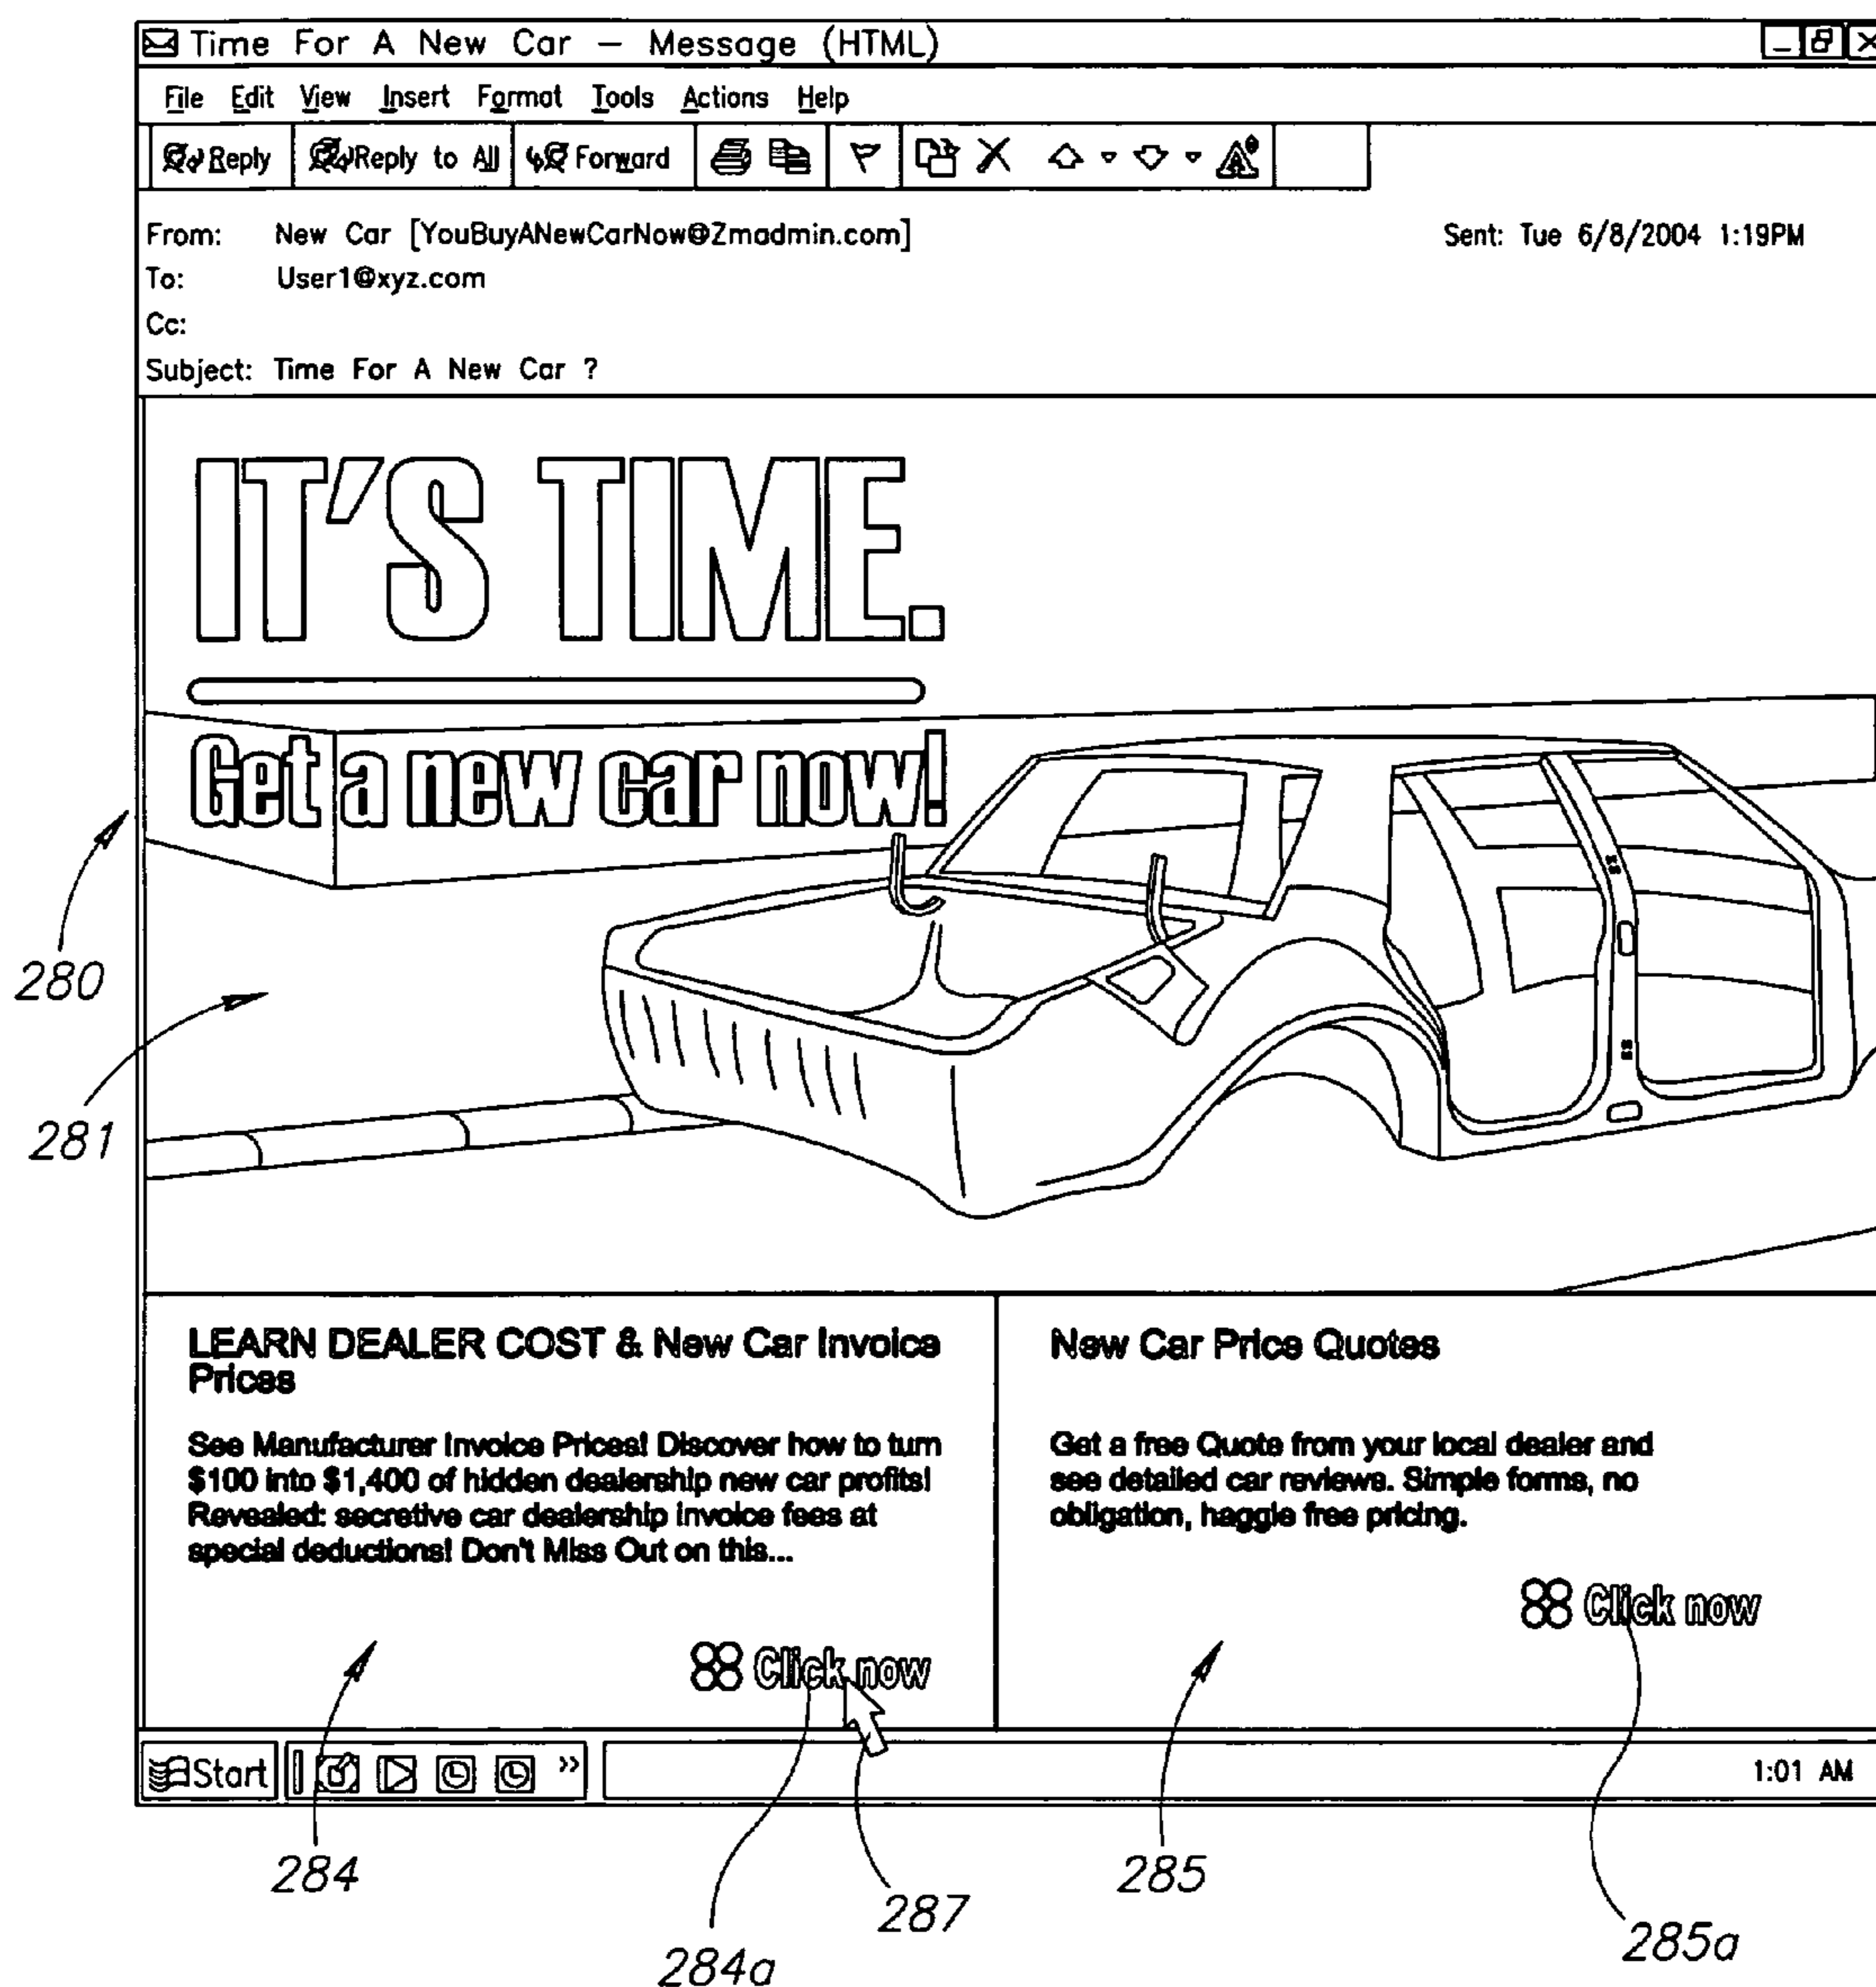 Time For A New Car – Message (HTML)
File Edit View Insert Format Tools Actions Help
Reply Reply to All Forward
From: New Car [YouBuyANewCarNow@Zmadmin.com] Sent: Tue 6/8/2004 1:19PM
To: User1@xyz.com
Cc:
Subject: Time For A New Car ?
IT'S TIME.
Get a new car now!
280
281
LEARN DEALER COST & New Car Invoice
Prices
See Manufacturer Invoice Prices! Discover how to turn
$100 into $1,400 of hidden dealership new car profits!
Revealed: secretive car dealership invoice fees at
special deductions! Don't Miss Out on this...
Click now
New Car Price Quotes
Get a free Quote from your local dealer and
see detailed car reviews. Simple forms, no
obligation, haggle free pricing.
Click now
Start » 1:01 AM
284
284a
287
285
285a